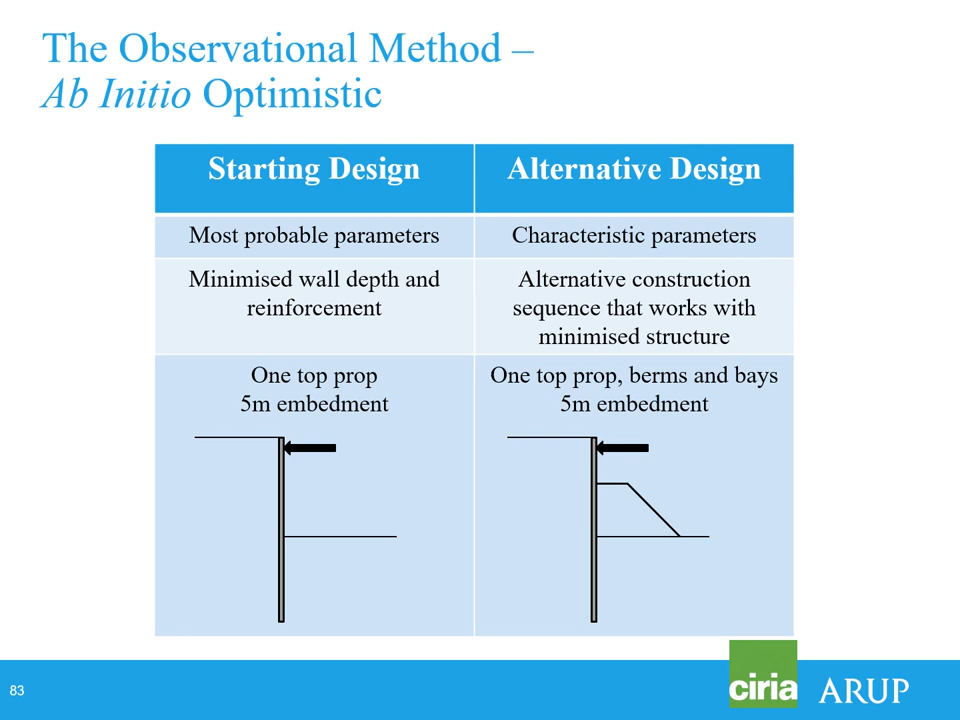 The Observational Method –
Ab Initio Optimistic
Starting Design
Alternative Design
Most probable parameters
Characteristic parameters
Minimised wall depth and
reinforcement
Alternative construction
sequence that works with
minimised structure
One top prop
5m embedment
One top prop, berms and bays
5m embedment
83
ciria
ARUP